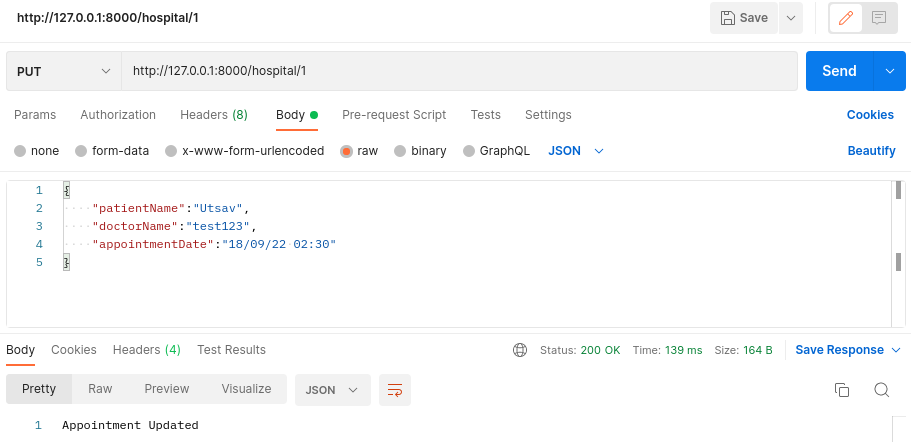 http://127.0.0.1:8000/hospital/1 Save
PUT http://127.0.0.1:8000/hospital/1 Send
Params Authorization Headers (8) Body Pre-request Script Tests Settings Cookies
none form-data x-www-form-urlencoded raw binary GraphQL JSON Beautify
1 {
2 ····"patientName":"Utsav",
3 ····"doctorName":"test123",
4 ····"appointmentDate":"18/09/22·02:30"
5 }
Body Cookies Headers (4) Test Results Status: 200 OK Time: 139 ms Size: 164 B Save Response
Pretty Raw Preview Visualize JSON
1 Appointment Updated